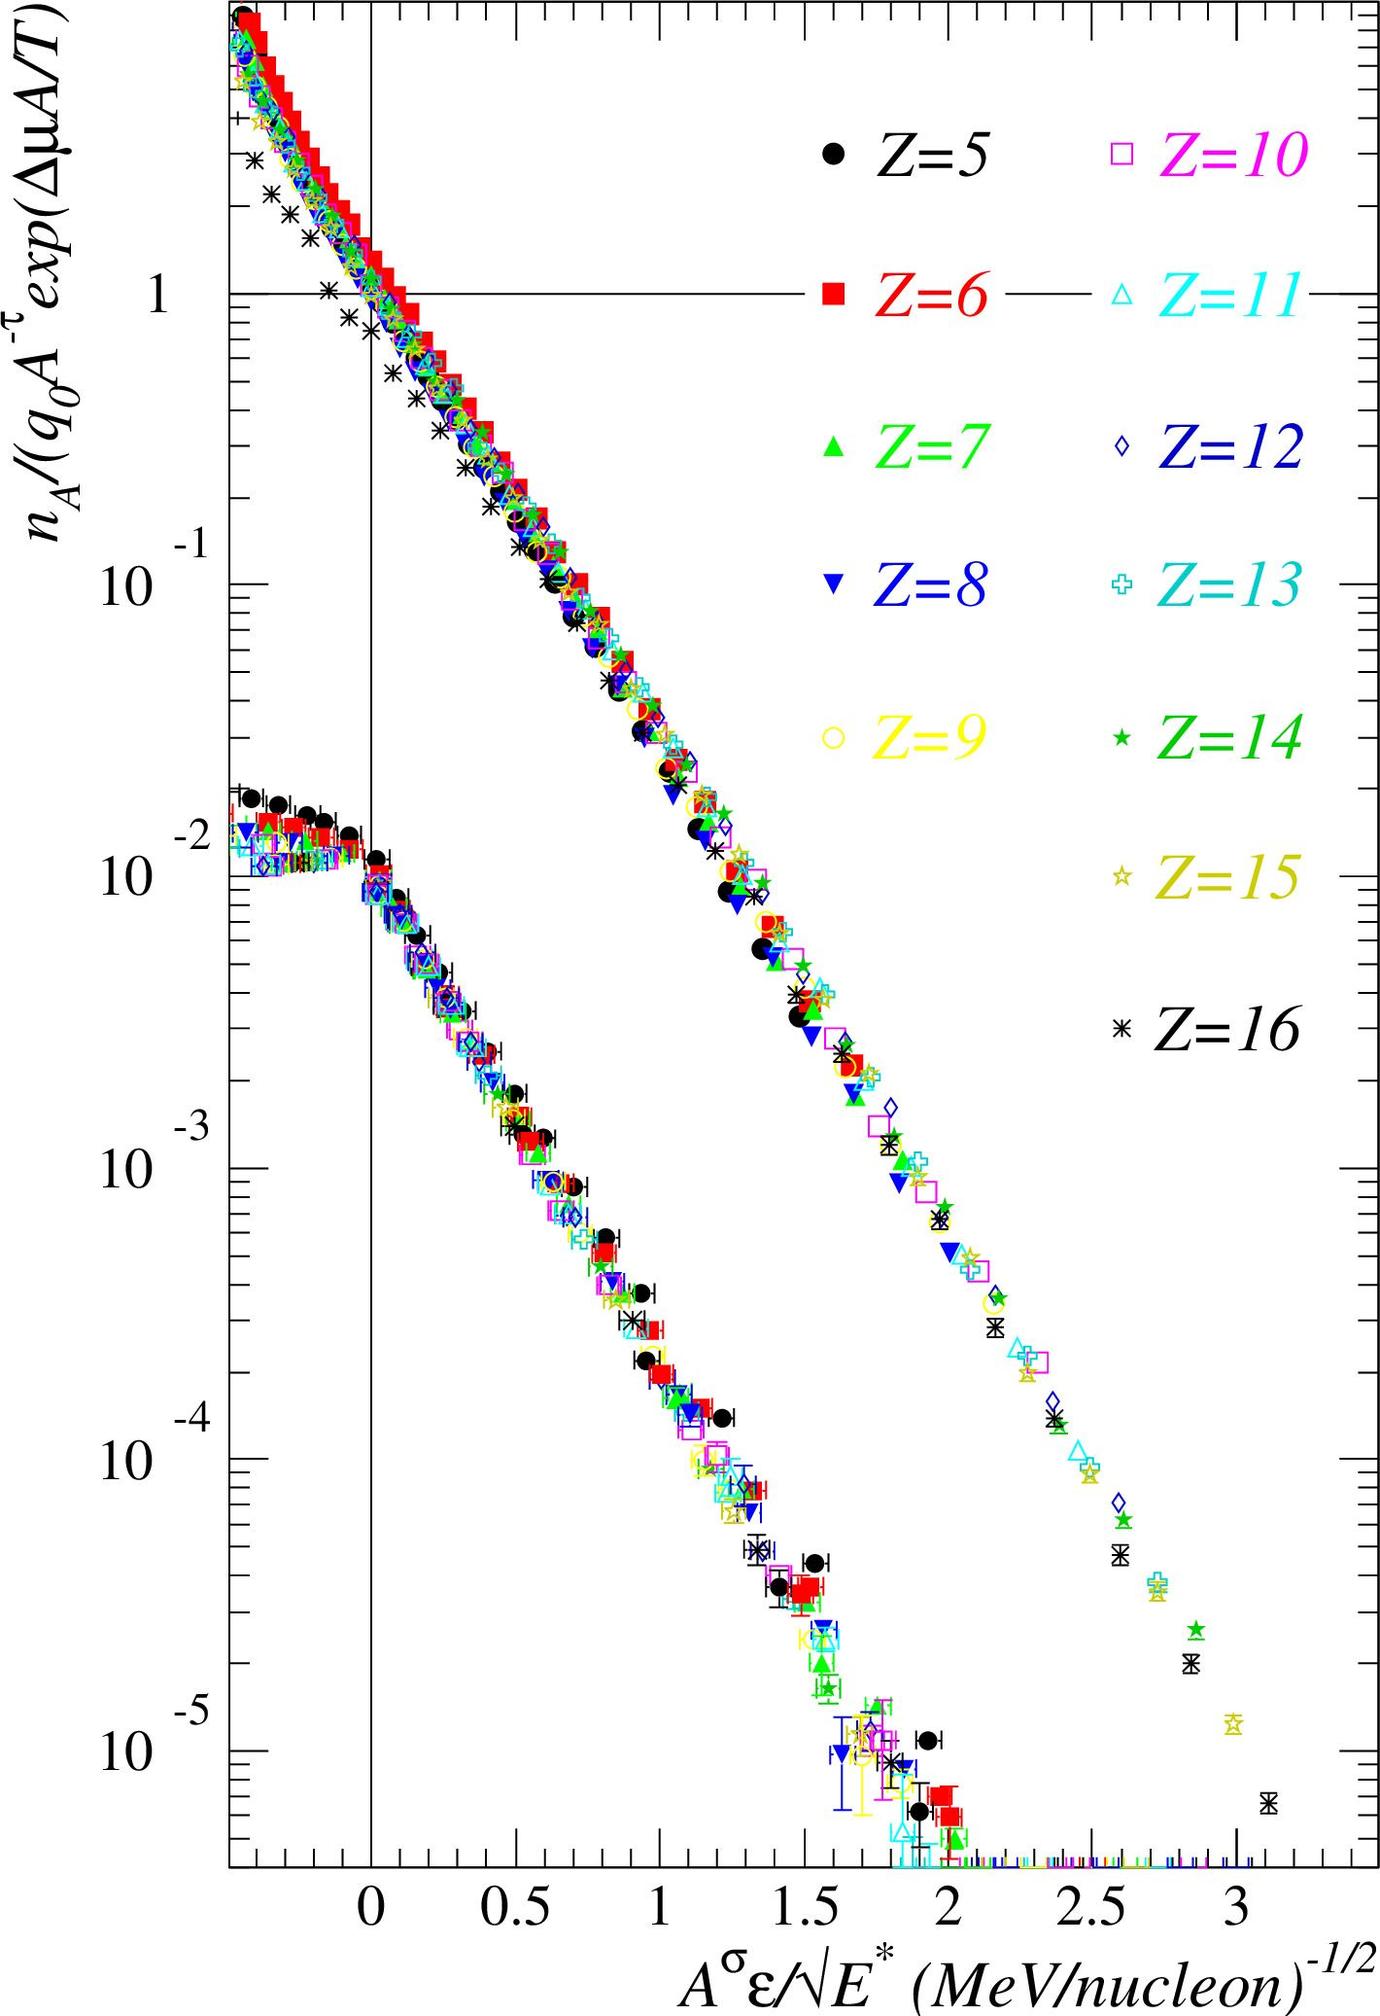 n_A/(q_0A^-τexp(ΔμA/T)
1
10^-1
10^-2
10^-3
10^-4
10^-5
Z=5
Z=6
Z=7
Z=8
Z=9
Z=10
Z=11
Z=12
Z=13
Z=14
Z=15
Z=16
0 0.5 1 1.5 2 2.5 3
A^σε/√E^* (MeV/nucleon)^-1/2